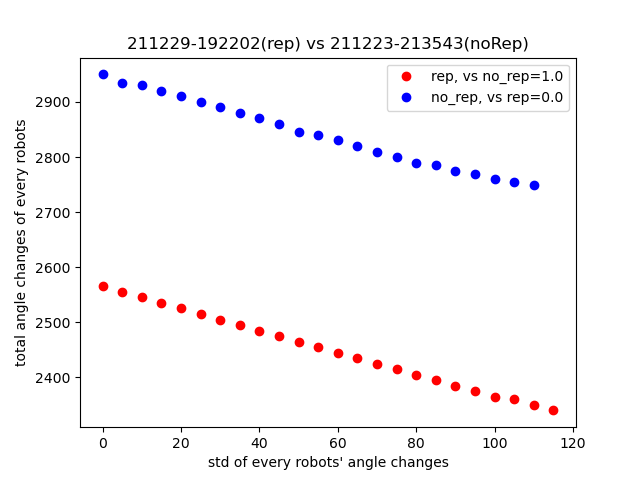 211229-192202(rep) vs 211223-213543(noRep)
rep, vs no_rep=1.0
no_rep, vs rep=0.0
total angle changes of every robots
2900
2800
2700
2600
2500
2400
0 20 40 60 80 100 120
std of every robots' angle changes